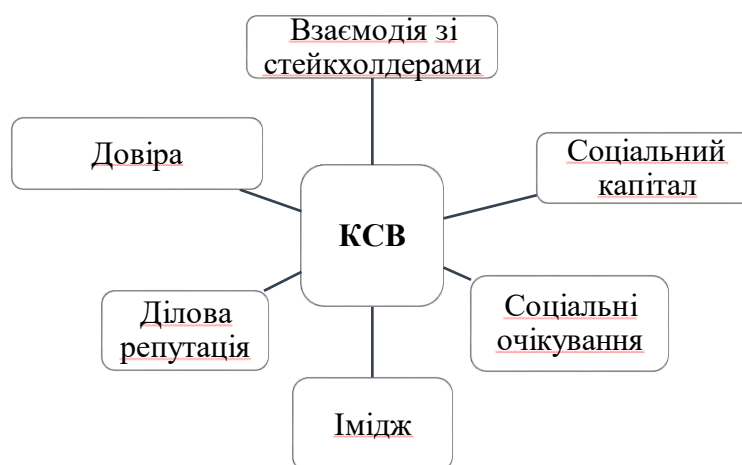 Взаємодія зі
стейкхолдерами
Довіра
Соціальний
капітал
КСВ
Ділова
репутація
Соціальні
очікування
Імідж